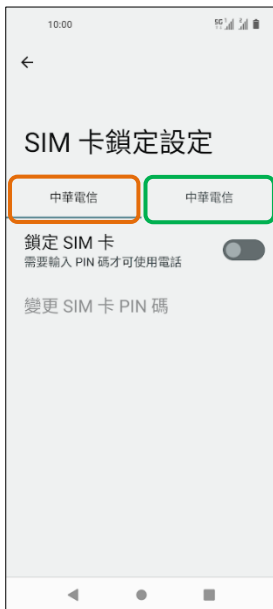 10:00
5G
SIM 卡鎖定設定
中華電信 中華電信
鎖定 SIM 卡
需要輸入 PIN 碼才可使用電話
變更 SIM 卡 PIN 碼